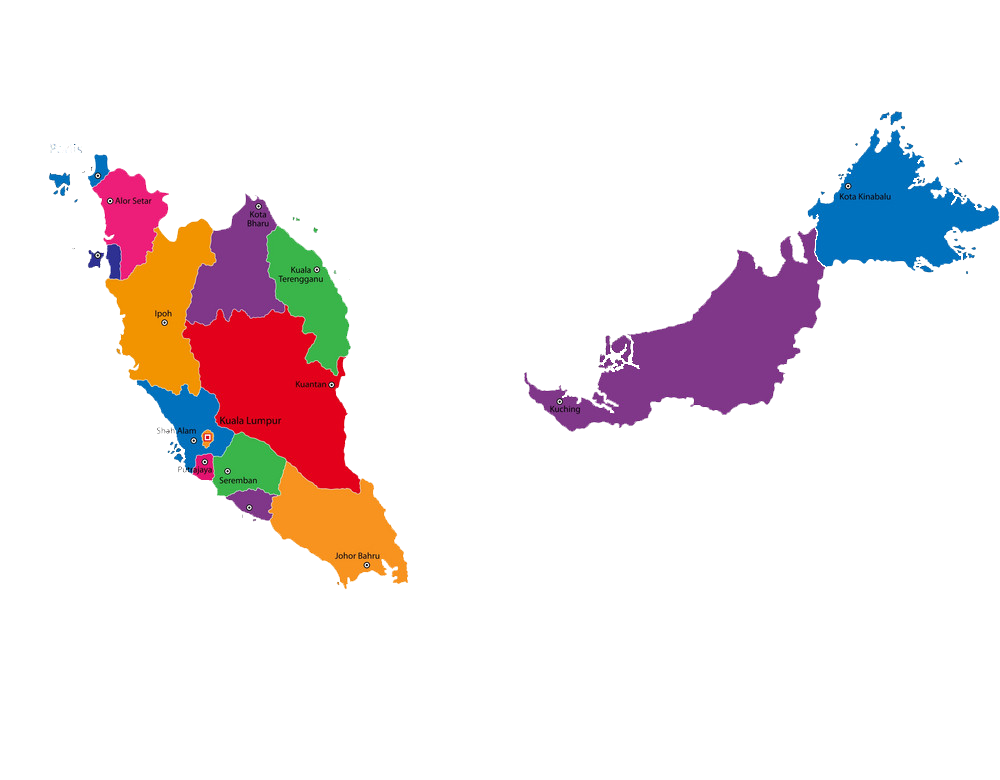 Alor Setar
Kota
Bharu
Kuala
Terengganu
Ipoh
Kuantan
Kuala Lumpur
Shah Alam
Putrajaya
Seremban
Johor Bahru
Kota Kinabalu
Kuching